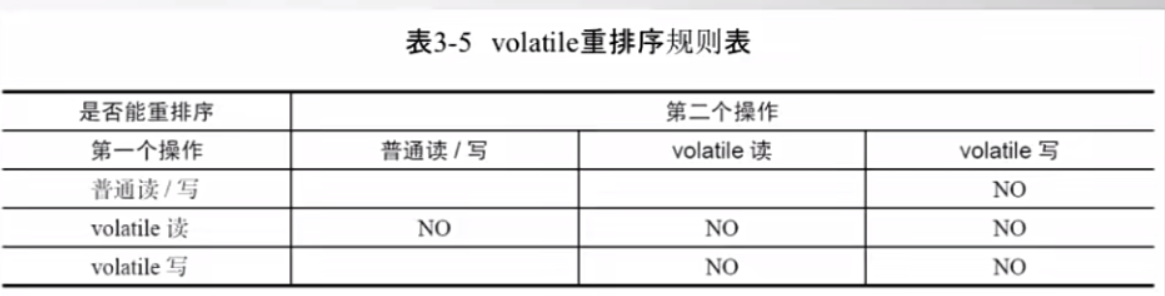 表3-5 volatile重排序规则表
是否能重排序 第二个操作
第一个操作 普通读 / 写 volatile 读 volatile 写
普通读 / 写 NO
volatile 读 NO NO NO
volatile 写 NO NO